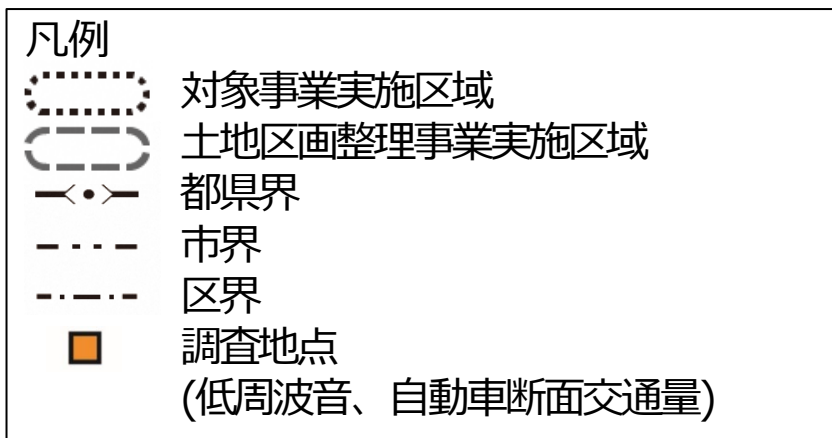 凡例
対象事業実施区域
土地区画整理事業実施区域
都県界
市界
区界
調査地点
(低周波音、自動車断面交通量)